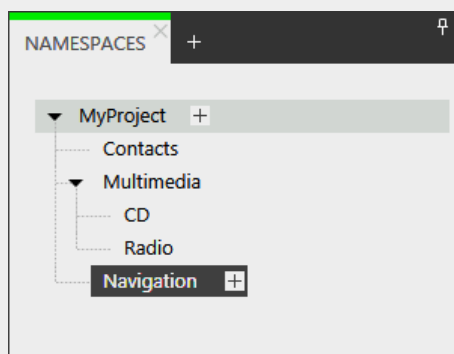 NAMESPACES
MyProject
Contacts
Multimedia
CD
Radio
Navigation